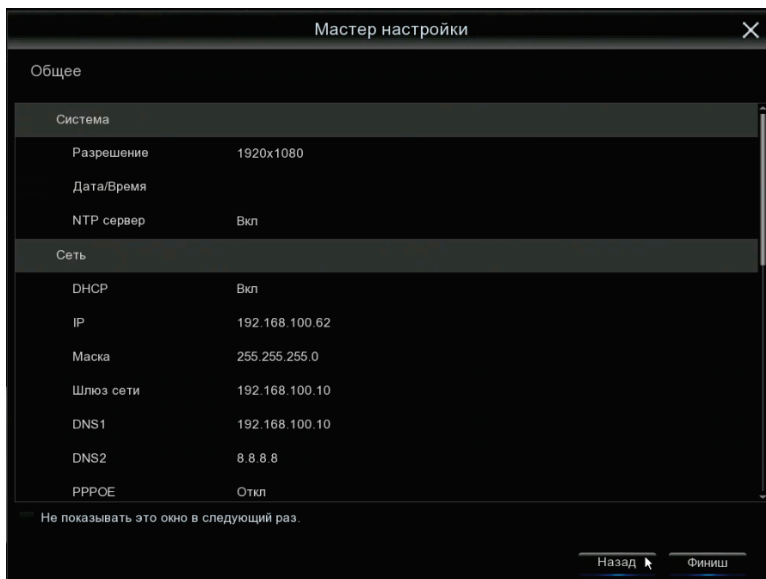 Мастер настройки
Общее
Система
Разрешение 1920x1080
Дата/Время
NTP сервер Вкл
Сеть
DHCP Вкл
IP 192.168.100.62
Маска 255.255.255.0
Шлюз сети 192.168.100.10
DNS1 192.168.100.10
DNS2 8.8.8.8
PPPOE Откл
Не показывать это окно в следующий раз.
Назад Финиш